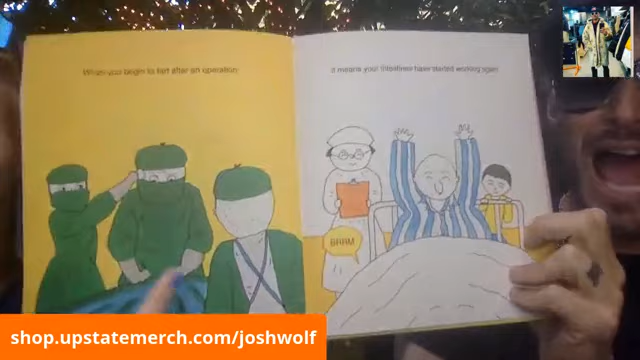 When you begin to fart after an operation
it means your intestines have started working again
BRRM
shop.upstatemerch.com/joshwolf